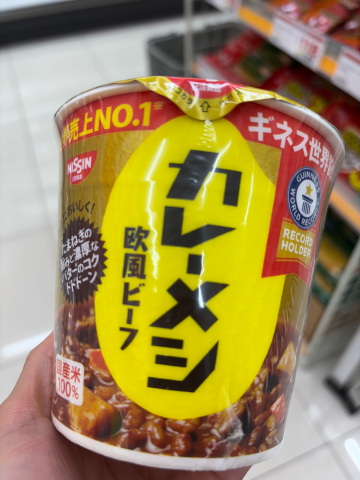 売上NO.1※
ギネス世界
NISSIN
GUINNESS
WORLD
RECORDS
RECORD
HOLDER
カレーメシ
欧風ビーフ
たまねぎの
旨みと濃厚な
バターのコク
トドドーン
国産米
100%